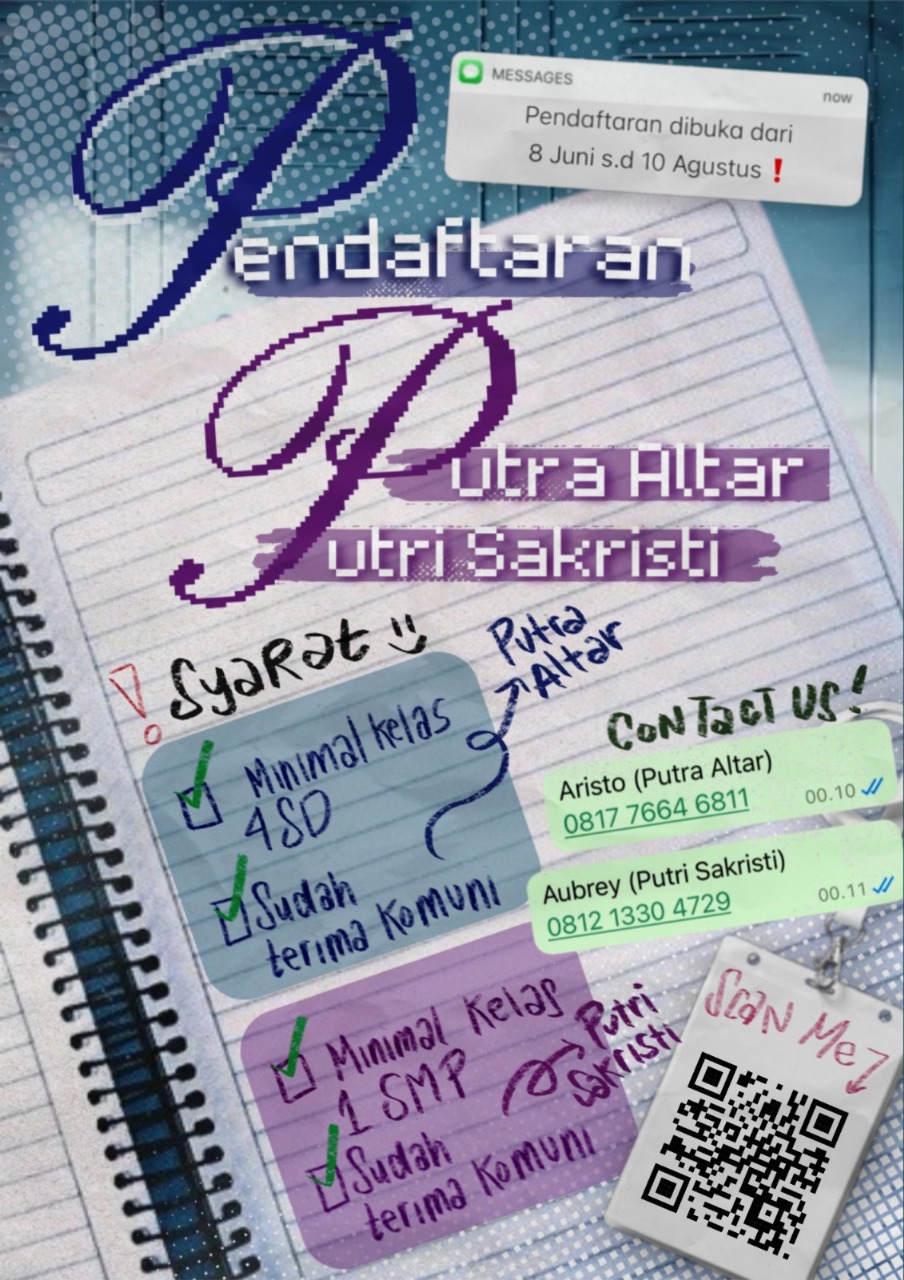 MESSAGES
now
Pendaftaran dibuka dari
8 Juni s.d 10 Agustus❗
Pendaftaran
Putra Altar
Putri Sakristi
! SyaRat
Putra
Altar
Minimal kelas
4 SD
Sudah
terima Komuni
CONTacT US!
Aristo (Putra Altar)
0817 7664 6811
00.10
Aubrey (Putri Sakristi)
0812 1330 4729
00.11
Minimal Kelas
1 SMP
Putri
Sakristi
Sudah
terima Komuni
ScaN Me